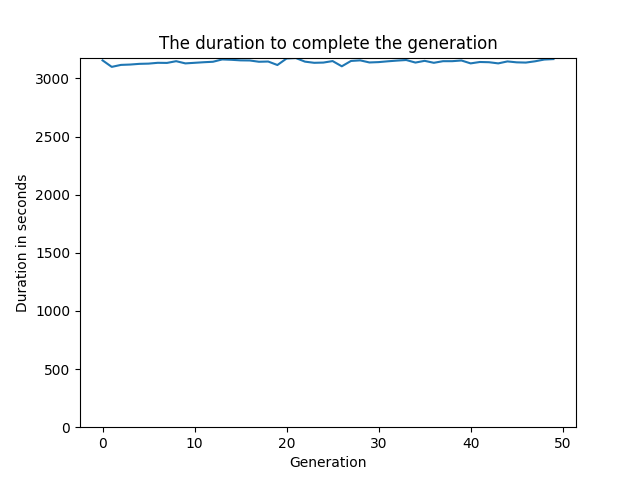 The duration to complete the generation
3000
2500
2000
1500
1000
500
0
Duration in seconds
0 10 20 30 40 50
Generation